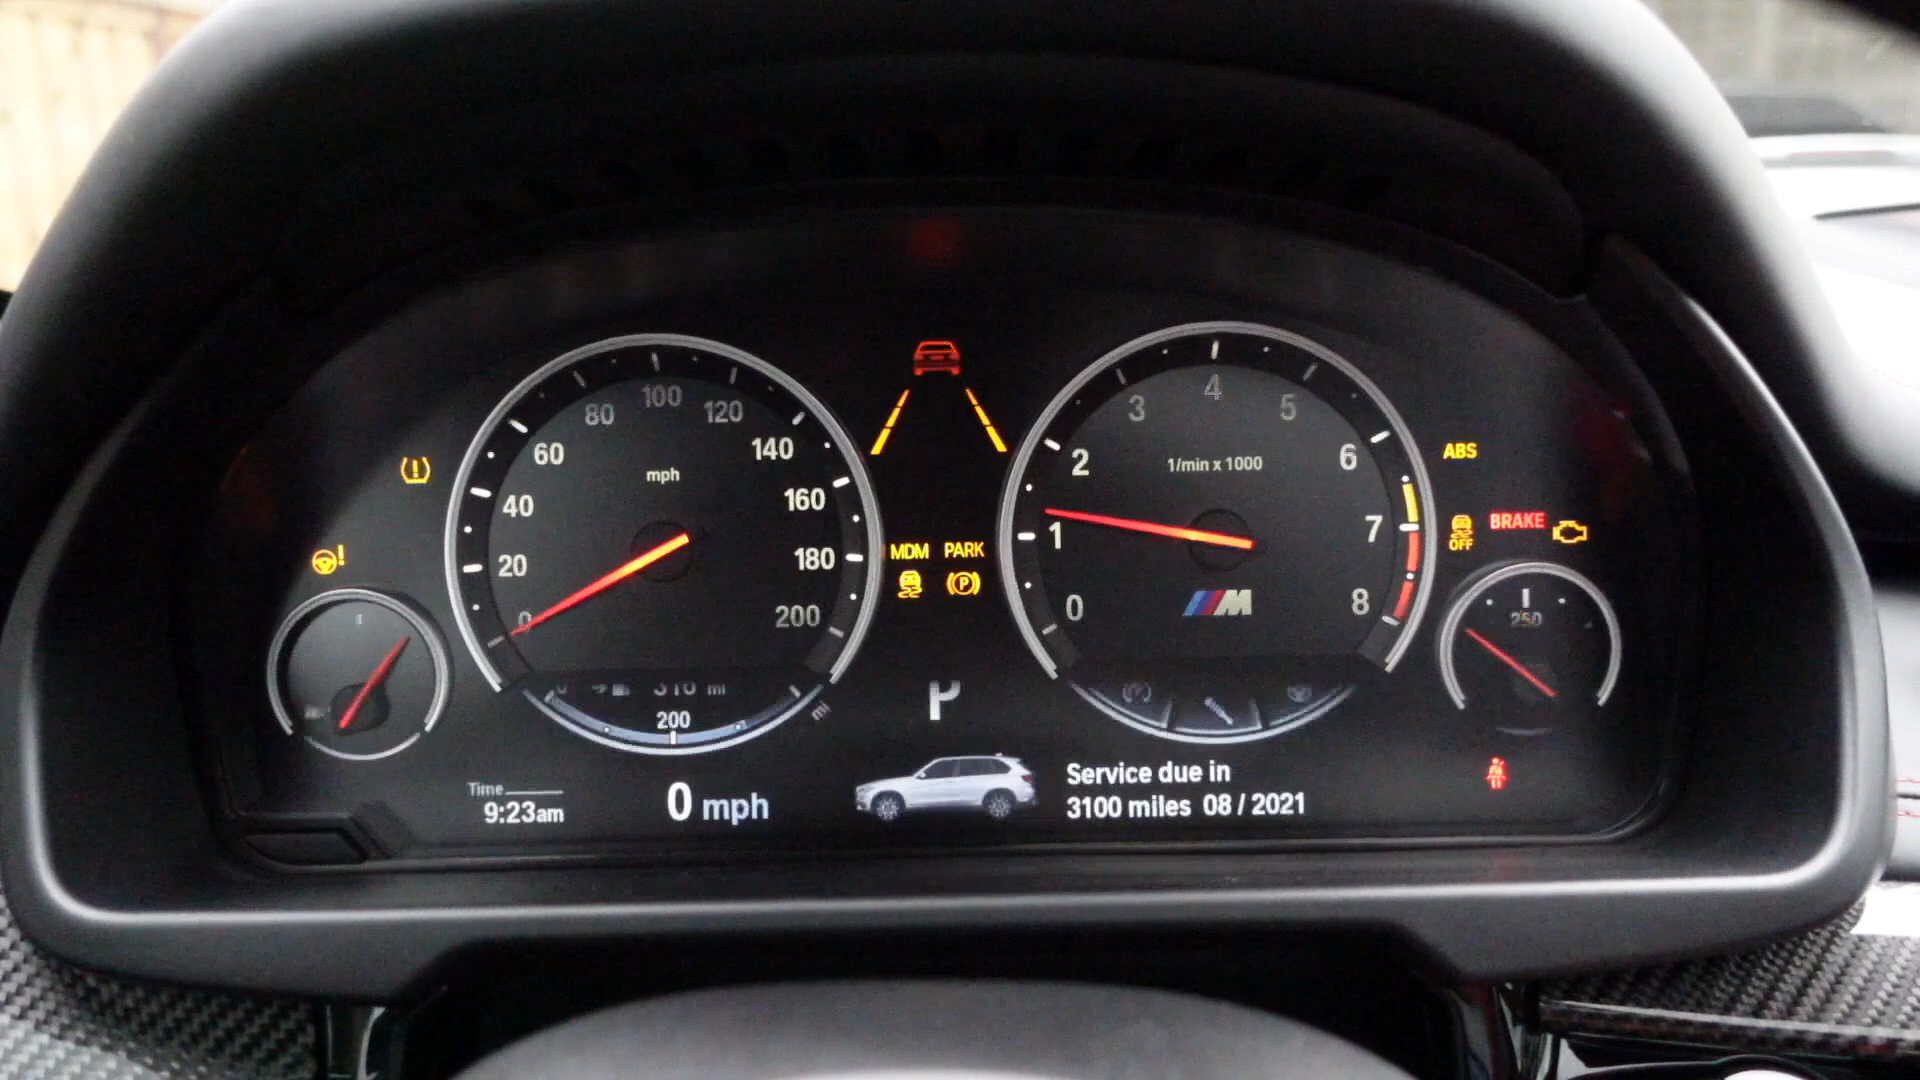 100
80
120
60
140
mph
40
160
20
180
0
200
MDM PARK
P
4
3
5
2
6
1/min x 1000
1
7
0
8
M
ABS
OFF
BRAKE
250
mi
200
mi
P
Time
9:23am
0 mph
Service due in
3100 miles 08 / 2021